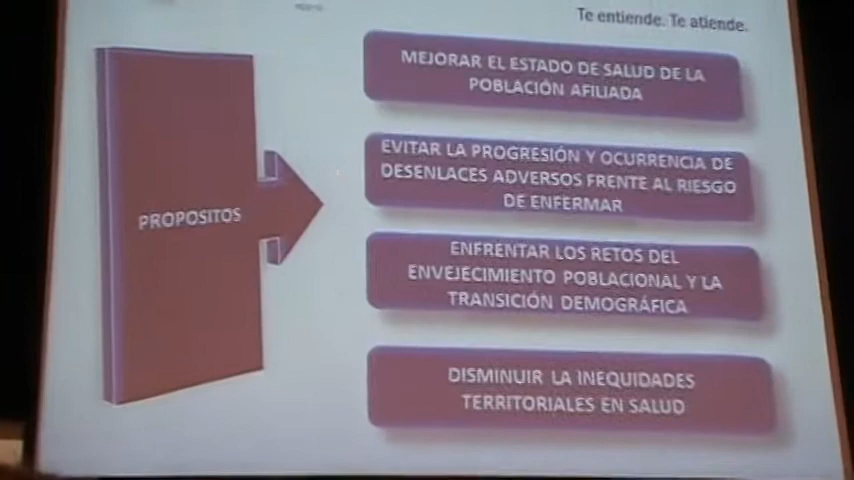 Te entiende. Te atiende.
PROPOSITOS
MEJORAR EL ESTADO DE SALUD DE LA
POBLACIÓN AFILIADA
EVITAR LA PROGRESIÓN Y OCURRENCIA DE
DESENLACES ADVERSOS FRENTE AL RIESGO
DE ENFERMAR
ENFRENTAR LOS RETOS DEL
ENVEJECIMIENTO POBLACIONAL Y LA
TRANSICIÓN DEMOGRÁFICA
DISMINUIR LA INEQUIDADES
TERRITORIALES EN SALUD